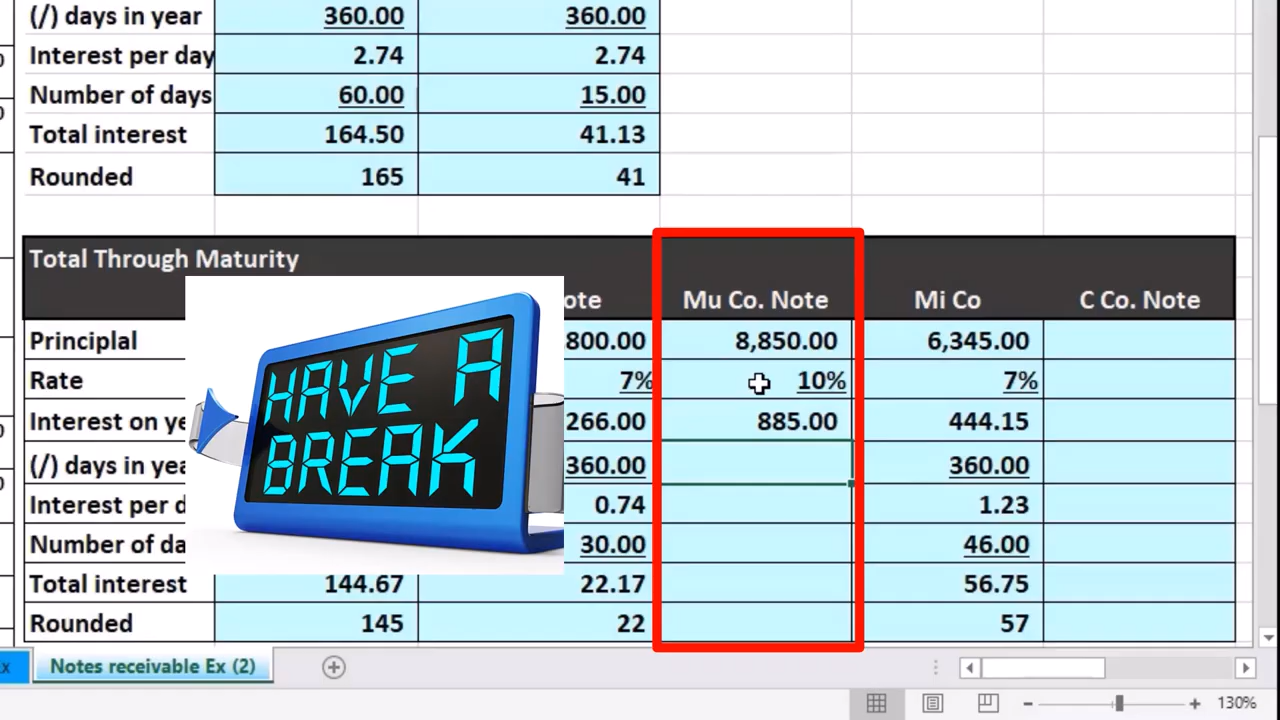 (/) days in year 360.00 360.00
Interest per day 2.74 2.74
Number of days 60.00 15.00
Total interest 164.50 41.13
Rounded 165 41
Total Through Maturity
Mu Co. Note Mi Co C Co. Note
Principlal 800.00 8,850.00 6,345.00
Rate 7% 10% 7%
Interest on ye 266.00 885.00 444.15
(/) days in yea 360.00 360.00
Interest per d 0.74 1.23
Number of da 30.00 46.00
Total interest 144.67 22.17 56.75
Rounded 145 22 57
HAVE A
BREAK
Notes receivable Ex (2)
130%